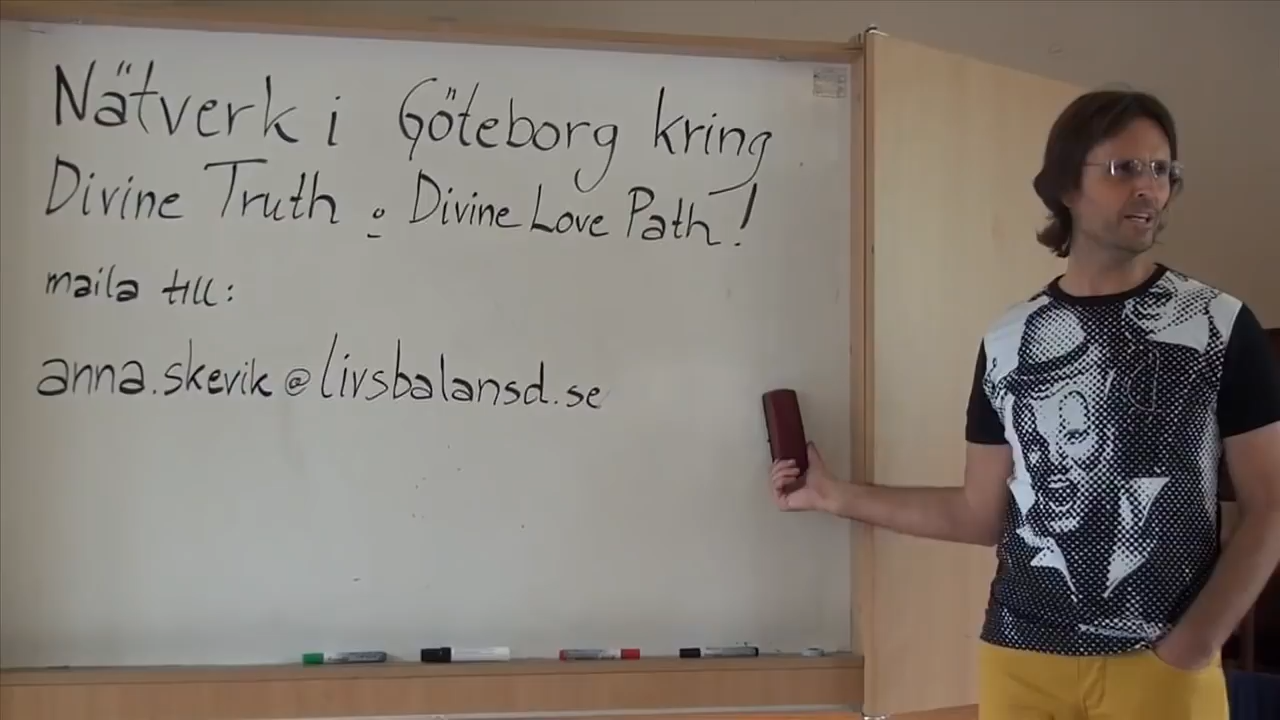 Nätverk i Göteborg kring
Divine Truth o Divine Love Path!
maila till:
anna.skevik@livsbalansd.se